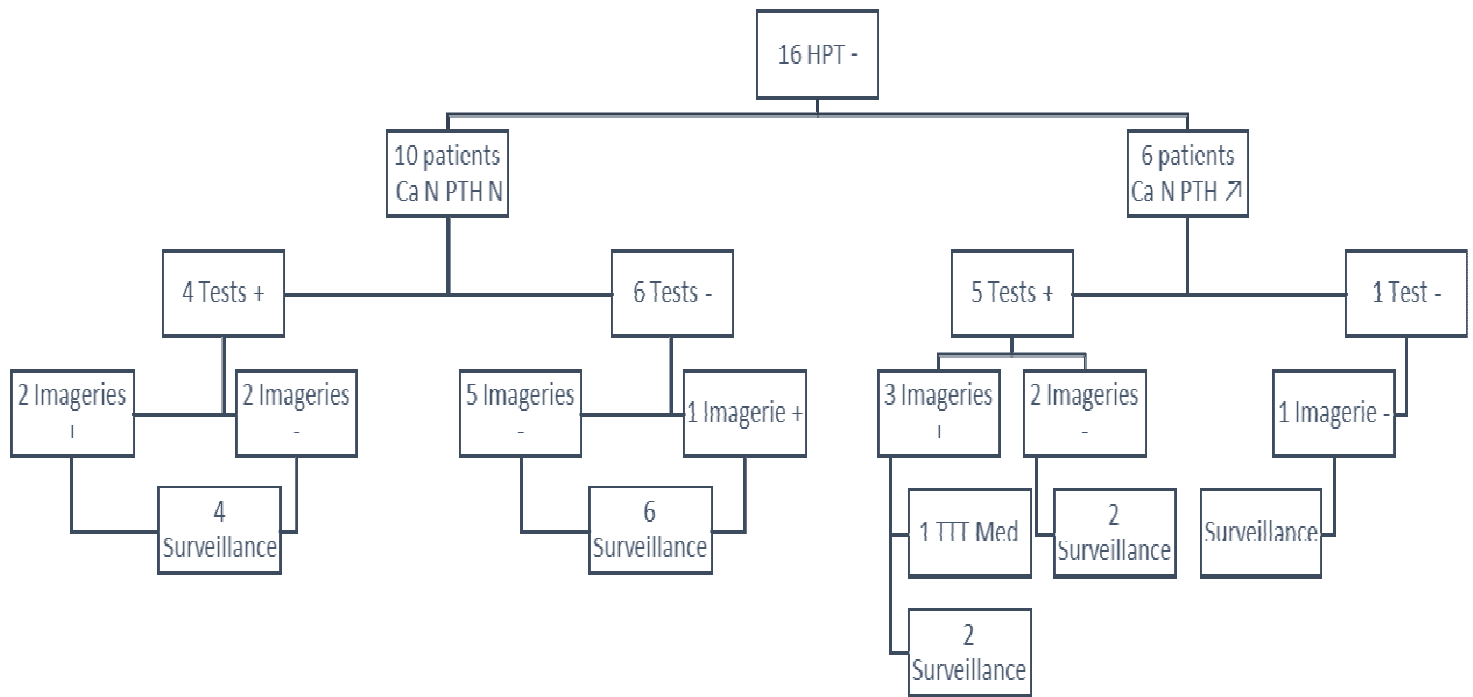 16 HPT -
10 patients
Ca N PTH N
6 patients
Ca N PTH ↗
4 Tests +
6 Tests -
5 Tests +
1 Test -
2 Imageries
+
2 Imageries
-
5 Imageries
-
1 Imagerie +
3 Imageries
+
2 Imageries
-
1 Imagerie -
4
Surveillance
6
Surveillance
1 TTT Med
2
Surveillance
Surveillance
2
Surveillance